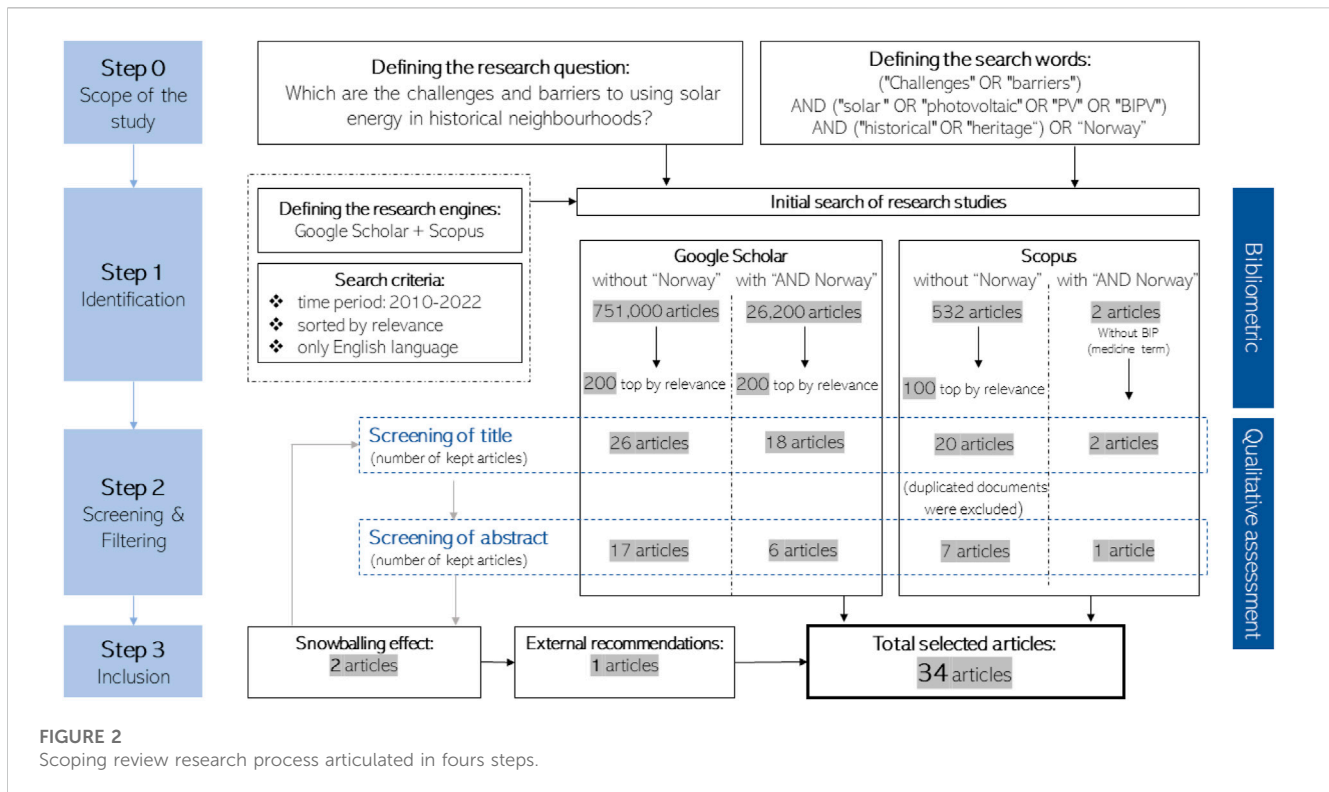 Step 0
Scope of the
study
Defining the research question:
Which are the challenges and barriers to using solar
energy in historical neighbourhoods?
Defining the search words:
("Challenges" OR "barriers")
AND ("solar" OR "photovoltaic" OR "PV" OR "BIPV")
AND ("historical" OR "heritage") OR "Norway"
Step 1
Identification
Defining the research engines:
Google Scholar + Scopus
Search criteria:
❖ time period: 2010-2022
❖ sorted by relevance
❖ only English language
Initial search of research studies
Google Scholar
without "Norway"
with "AND Norway"
751,000 articles
26,200 articles
200 top by relevance
200 top by relevance
Scopus
without "Norway"
with "AND Norway"
532 articles
2 articles
Without BIP
(medicine term)
100 top by relevance
Bibliometric
Step 2
Screening &
Filtering
Screening of title
(number of kept articles)
26 articles
18 articles
20 articles
2 articles
(duplicated documents
were excluded)
Screening of abstract
(number of kept articles)
17 articles
6 articles
7 articles
1 article
Qualitative assessment
Step 3
Inclusion
Snowballing effect:
2 articles
External recommendations:
1 articles
Total selected articles:
34 articles
FIGURE 2
Scoping review research process articulated in fours steps.